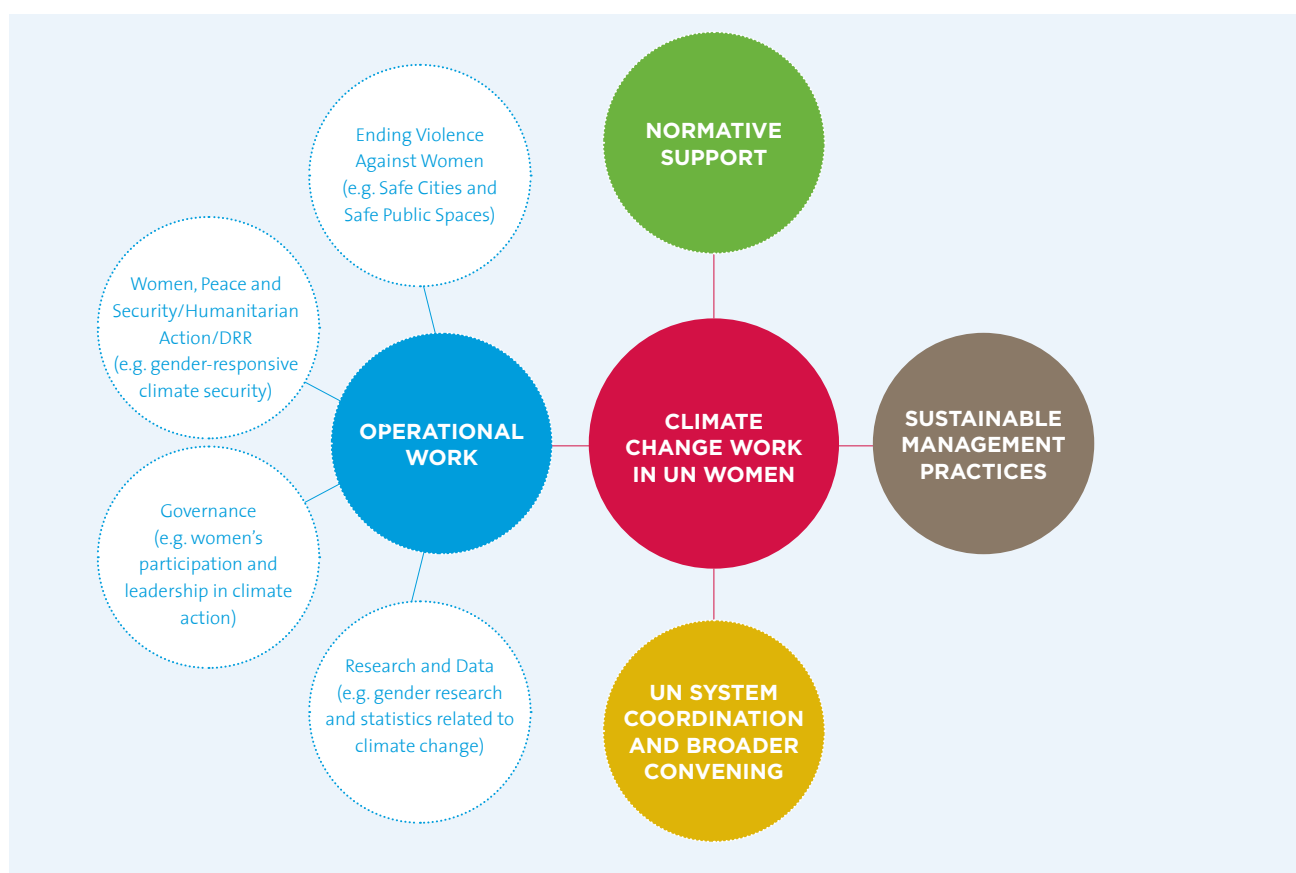 Ending Violence
Against Women
(e.g. Safe Cities and
Safe Public Spaces)
NORMATIVE
SUPPORT
Women, Peace and
Security/Humanitarian
Action/DRR
(e.g. gender-responsive
climate security)
OPERATIONAL
WORK
CLIMATE
CHANGE WORK
IN UN WOMEN
SUSTAINABLE
MANAGEMENT
PRACTICES
Governance
(e.g. women’s
participation and
leadership in climate
action)
Research and Data
(e.g. gender research
and statistics related to
climate change)
UN SYSTEM
COORDINATION
AND BROADER
CONVENING